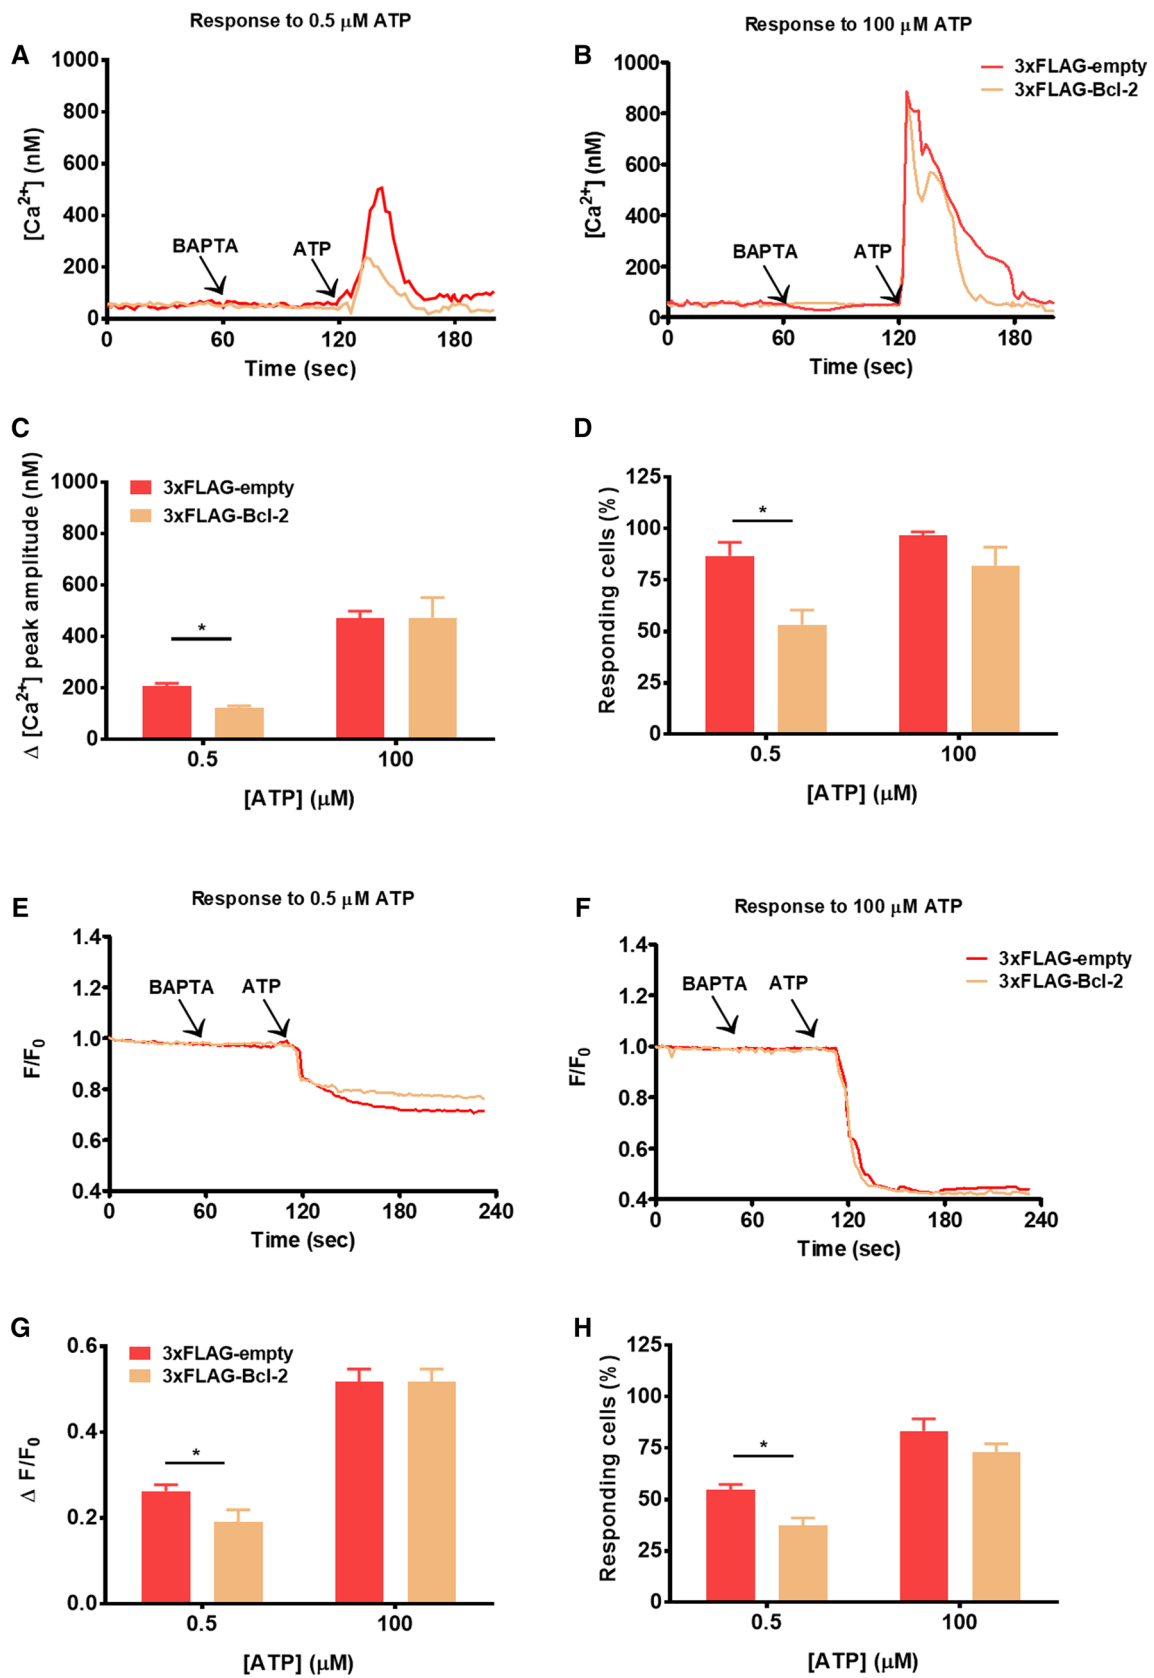 Response to 0.5 μM ATP
A
1000
800
600
400
200
0
[Ca2+] (nM)
BAPTA
ATP
0 60 120 180
Time (sec)
Response to 100 μM ATP
B
1000
800
600
400
200
0
[Ca2+] (nM)
3xFLAG-empty
3xFLAG-Bcl-2
BAPTA
ATP
0 60 120 180
Time (sec)
C
Δ [Ca2+] peak amplitude (nM)
1000
800
600
400
200
0
3xFLAG-empty
3xFLAG-Bcl-2
*
0.5 100
[ATP] (μM)
D
Responding cells (%)
125
100
75
50
25
0
*
0.5 100
[ATP] (μM)
Response to 0.5 μM ATP
E
1.4
1.2
1.0
0.8
0.6
0.4
F/F0
BAPTA
ATP
0 60 120 180 240
Time (sec)
Response to 100 μM ATP
F
1.4
1.2
1.0
0.8
0.6
0.4
F/F0
3xFLAG-empty
3xFLAG-Bcl-2
BAPTA
ATP
0 60 120 180 240
Time (sec)
G
0.6
0.4
0.2
0.0
Δ F/F0
3xFLAG-empty
3xFLAG-Bcl-2
*
0.5 100
[ATP] (μM)
H
Responding cells (%)
125
100
75
50
25
0
*
0.5 100
[ATP] (μM)